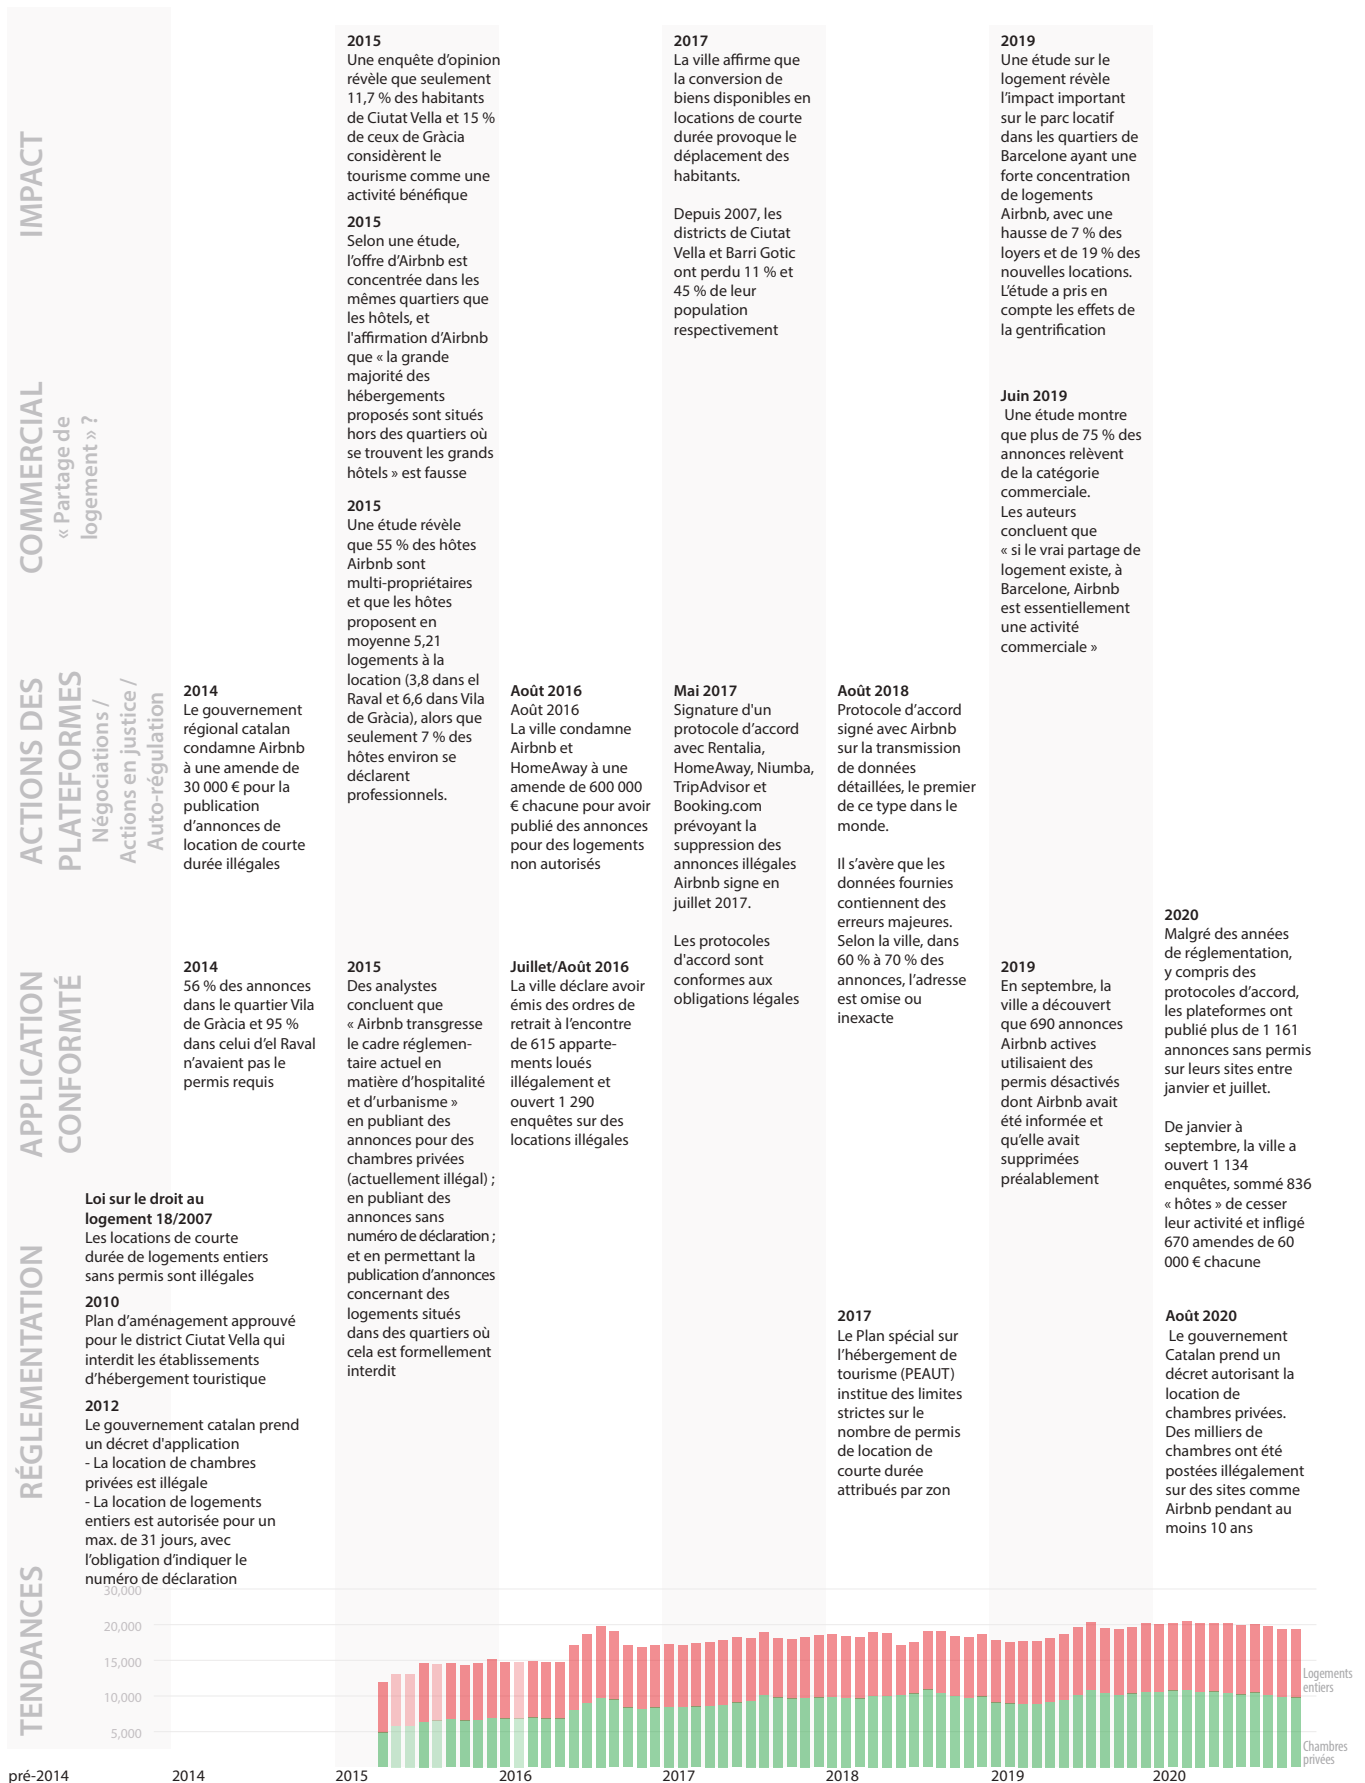 IMPACT
COMMERCIAL
« Partage de
logement » ?
ACTIONS DES
PLATEFORMES
Négociations /
Actions en justice /
Auto-régulation
APPLICATION
CONFORMTÉ
RÉGLEMENTATION
TENDANCES
Loi sur le droit au
logement 18/2007
Les locations de courte
durée de logements entiers
sans permis sont illégales
2010
Plan d’aménagement approuvé
pour le district Ciutat Vella qui
interdit les établissements
d’hébergement touristique
2012
Le gouvernement catalan prend
un décret d'application
- La location de chambres
privées est illégale
- La location de logements
entiers est autorisée pour un
max. de 31 jours, avec
l’obligation d’indiquer le
numéro de déclaration
2014
Le gouvernement
régional catalan
condamne Airbnb
à une amende de
30 000 € pour la
publication
d’annonces de
location de courte
durée illégales
2014
56 % des annonces
dans le quartier Vila
de Gràcia et 95 %
dans celui d’el Raval
n’avaient pas le
permis requis
2015
Une enquête d’opinion
révèle que seulement
11,7 % des habitants
de Ciutat Vella et 15 %
de ceux de Gràcia
considèrent le
tourisme comme une
activité bénéfique
2015
Selon une étude,
l’offre d’Airbnb est
concentrée dans les
mêmes quartiers que
les hôtels, et
l'affirmation d’Airbnb
que « la grande
majorité des
hébergements
proposés sont situés
hors des quartiers où
se trouvent les grands
hôtels » est fausse
2015
Une étude révèle
que 55 % des hôtes
Airbnb sont
multi-propriétaires
et que les hôtes
proposent en
moyenne 5,21
logements à la
location (3,8 dans el
Raval et 6,6 dans Vila
de Gràcia), alors que
seulement 7 % des
hôtes environ se
déclarent
professionnels.
2015
Des analystes
concluent que
« Airbnb transgresse
le cadre réglemen-
taire actuel en
matière d’hospitalité
et d’urbanisme »
en publiant des
annonces pour des
chambres privées
(actuellement illégal) ;
en publiant des
annonces sans
numéro de déclaration ;
et en permettant la
publication d’annonces
concernant des
logements situés
dans des quartiers où
cela est formellement
interdit
Août 2016
Août 2016
La ville condamne
Airbnb et
HomeAway à une
amende de 600 000
€ chacune pour avoir
publié des annonces
pour des logements
non autorisés
Juillet/Août 2016
La ville déclare avoir
émis des ordres de
retrait à l’encontre
de 615 apparte-
ments loués
illégalement et
ouvert 1 290
enquêtes sur des
locations illégales
2017
La ville affirme que
la conversion de
biens disponibles en
locations de courte
durée provoque le
déplacement des
habitants.
Depuis 2007, les
districts de Ciutat
Vella et Barri Gotic
ont perdu 11 % et
45 % de leur
population
respectivement
Mai 2017
Signature d'un
protocole d’accord
avec Rentalia,
HomeAway, Niumba,
TripAdvisor et
Booking.com
prévoyant la
suppression des
annonces illégales
Airbnb signe en
juillet 2017.
Les protocoles
d'accord sont
conformes aux
obligations légales
Août 2018
Protocole d’accord
signé avec Airbnb
sur la transmission
de données
détaillées, le premier
de ce type dans le
monde.
Il s’avère que les
données fournies
contiennent des
erreurs majeures.
Selon la ville, dans
60 % à 70 % des
annonces, l’adresse
est omise ou
inexacte
2017
Le Plan spécial sur
l’hébergement de
tourisme (PEAUT)
institue des limites
strictes sur le
nombre de permis
de location de
courte durée
attribués par zon
2019
Une étude sur le
logement révèle
l’impact important
sur le parc locatif
dans les quartiers de
Barcelone ayant une
forte concentration
de logements
Airbnb, avec une
hausse de 7 % des
loyers et de 19 % des
nouvelles locations.
L’étude a pris en
compte les effets de
la gentrification
Juin 2019
Une étude montre
que plus de 75 % des
annonces relèvent
de la catégorie
commerciale.
Les auteurs
concluent que
« si le vrai partage de
logement existe, à
Barcelone, Airbnb
est essentiellement
une activité
commerciale »
2019
En septembre, la
ville a découvert
que 690 annonces
Airbnb actives
utilisaient des
permis désactivés
dont Airbnb avait
été informée et
qu’elle avait
supprimées
préalablement
2020
Malgré des années
de réglementation,
y compris des
protocoles d’accord,
les plateformes ont
publié plus de 1 161
annonces sans permis
sur leurs sites entre
janvier et juillet.
De janvier à
septembre, la ville a
ouvert 1 134
enquêtes, sommé 836
« hôtes » de cesser
leur activité et infligé
670 amendes de 60
000 € chacune
Août 2020
Le gouvernement
Catalan prend un
décret autorisant la
location de
chambres privées.
Des milliers de
chambres ont été
postées illégalement
sur des sites comme
Airbnb pendant au
moins 10 ans
30,000
20,000
15,000
10,000
5,000
Logements
entiers
Chambres
privées
pré-2014
2014
2015
2016
2017
2018
2019
2020